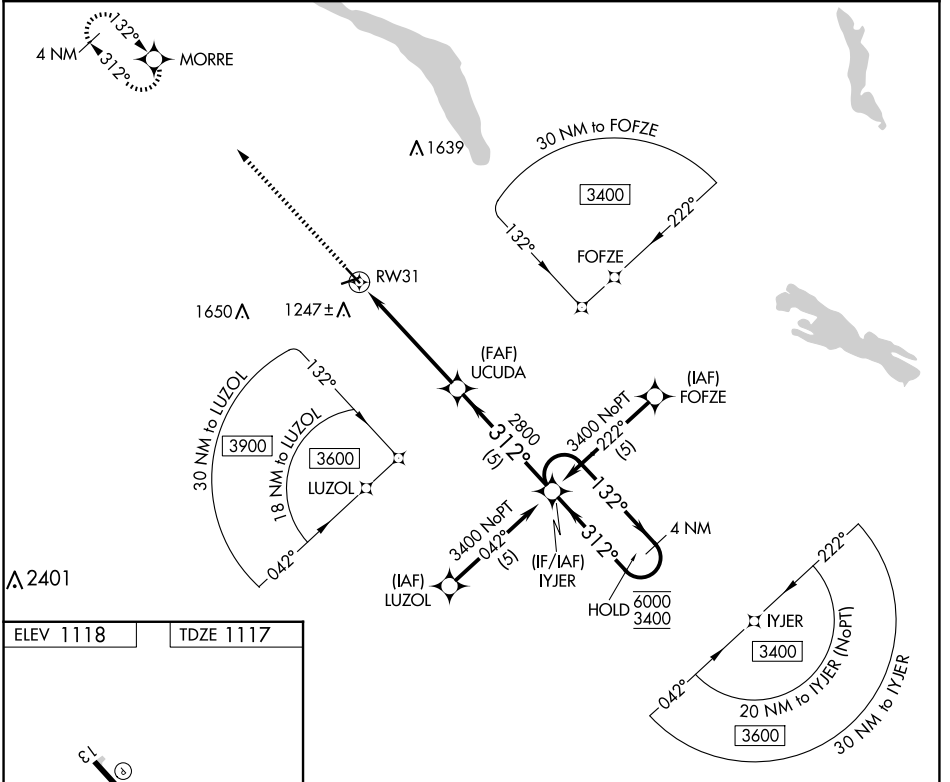 132°
4 NM
312°
MORRE
1639
30 NM to FOFZE
3400
132°
222°
FOFZE
RW31
1650
1247±
(FAF)
UCUDA
132°
30 NM to LUZOL
18 NM to LUZOL
3900
3600
LUZOL
042°
2800
312°
(5)
3400 NoPT
222°
(5)
(IAF)
FOFZE
132°
312°
4 NM
3400 NoPT
042°
(5)
(IF/IAF)
IYJER
(IAF)
LUZOL
HOLD
6000
3400
2401
222°
IYJER
3400
042°
20 NM to IYJER (NoPT)
3600
30 NM to IYJER
ELEV 1118
TDZE 1117
13
P